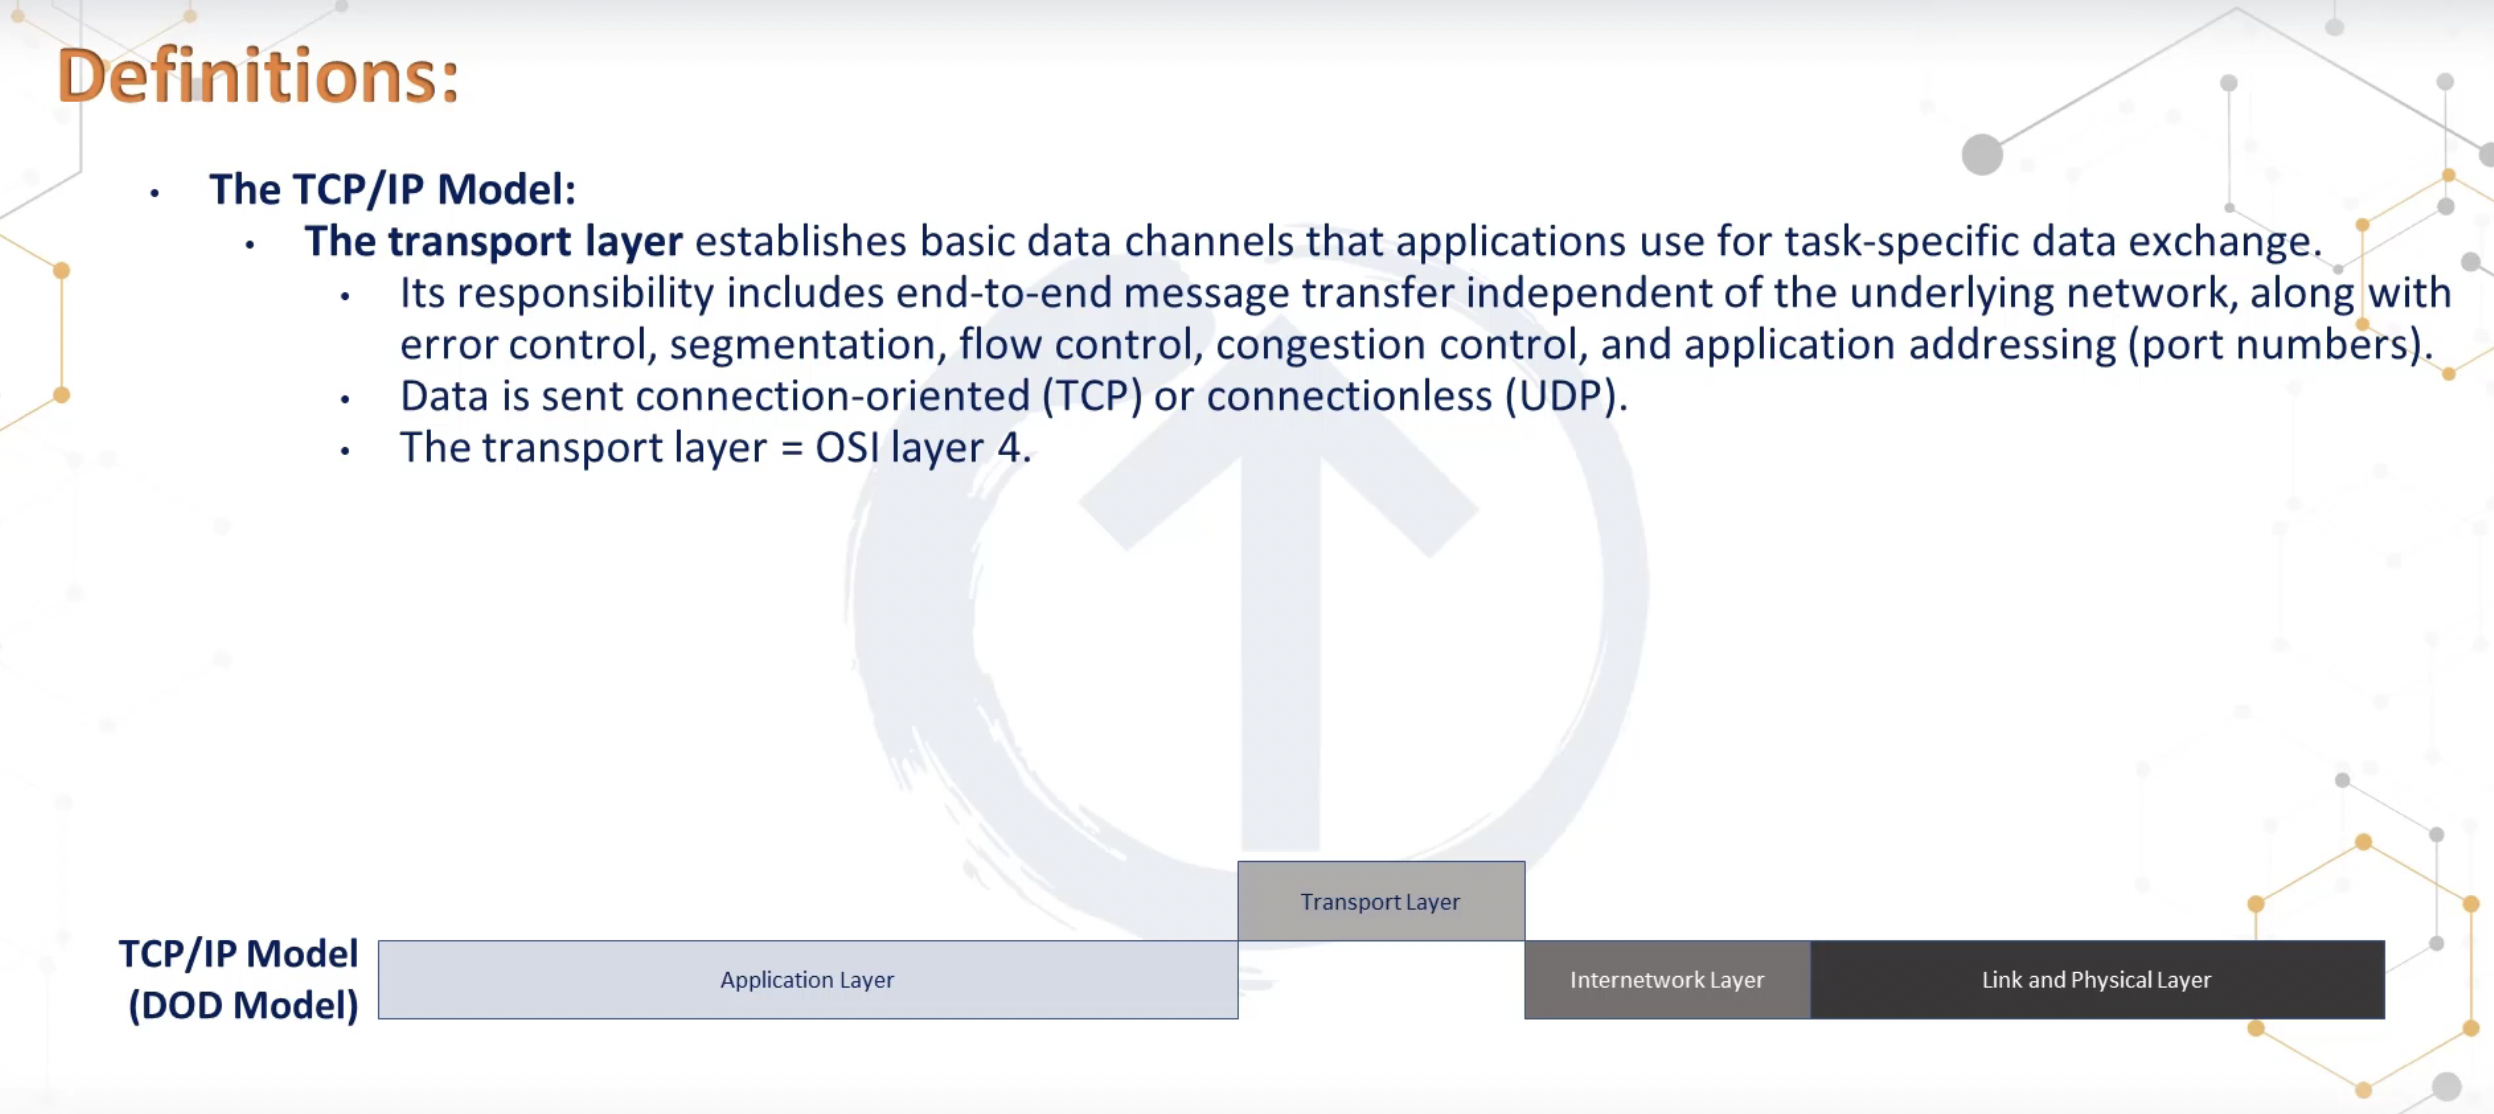 Definitions:
• The TCP/IP Model:
• The transport layer establishes basic data channels that applications use for task-specific data exchange.
• Its responsibility includes end-to-end message transfer independent of the underlying network, along with
error control, segmentation, flow control, congestion control, and application addressing (port numbers).
• Data is sent connection-oriented (TCP) or connectionless (UDP).
• The transport layer = OSI layer 4.
Transport Layer
TCP/IP Model
(DOD Model)
Application Layer
Internetwork Layer
Link and Physical Layer